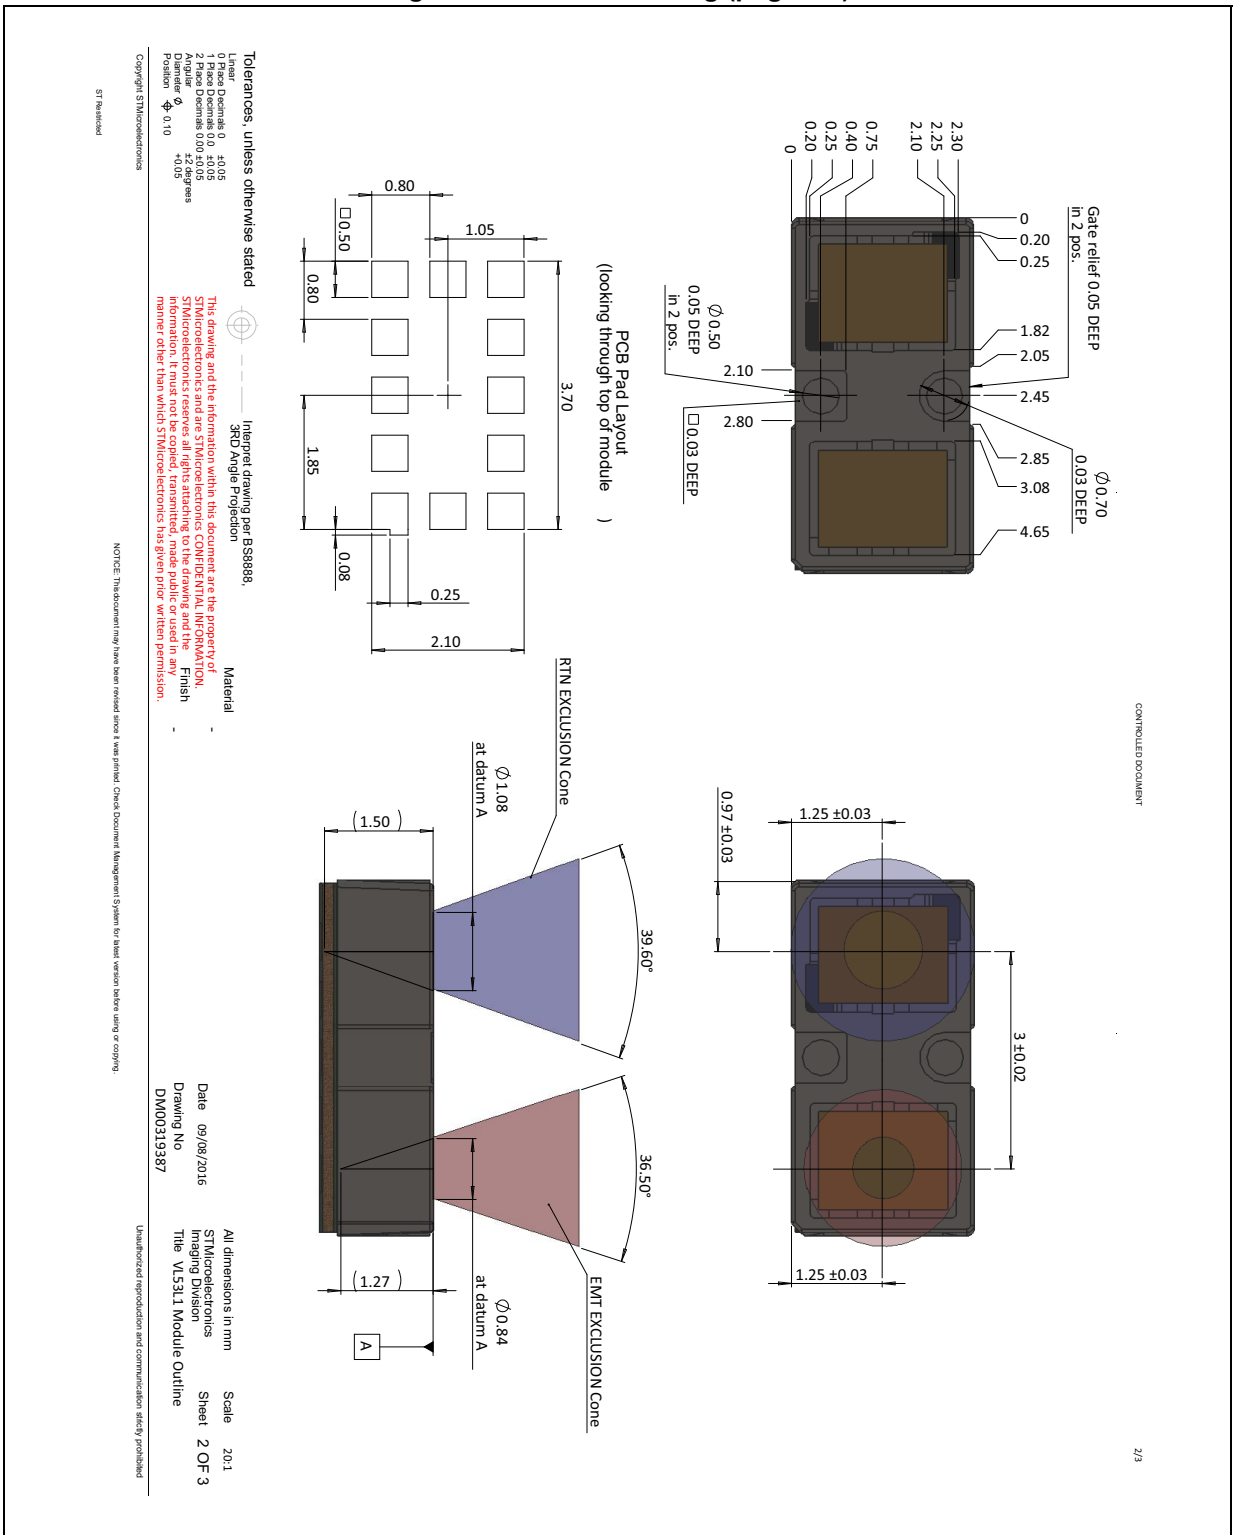 CONTROLLED DOCUMENT
2/3
Gate relief 0.05 DEEP
in 2 pos.
2.30
2.25
2.10
0.75
0.40
0.25
0.20
0
0
0.20
0.25
1.82
2.05
2.45
2.85
3.08
4.65
2.10
2.80
Ø0.50
0.05 DEEP
in 2 pos.
□0.03 DEEP
Ø0.70
0.03 DEEP
1.25 ±0.03
0.97 ±0.03
3 ±0.02
1.25 ±0.03
PCB Pad Layout
(looking through top of module )
0.80
□0.50
0.80
1.05
3.70
1.85
0.08
0.25
2.10
RTN EXCLUSION Cone
Ø1.08
at datum A
(1.50 )
39.60°
36.50°
EMT EXCLUSION Cone
Ø0.84
at datum A
(1.27 )
A
Tolerances, unless otherwise stated
Linear
0 Place Decimals 0 ±0.05
1 Place Decimals 0.0 ±0.05
2 Place Decimals 0.00 ±0.05
Angular ±2 degrees
Diameter Ø +0.05
Position ⌖ 0.10
Interpret drawing per BS8888,
3RD Angle Projection
This drawing and the information within this document are the property of
STMicroelectronics and are STMicroelectronics CONFIDENTIAL INFORMATION.
STMicroelectronics reserves all rights attaching to the drawing and the
information. It must not be copied, transmitted, made public or used in any
manner other than which STMicroelectronics has given prior written permission.
Material
-
Finish
-
Date 09/08/2016
Drawing No
DM00319387
All dimensions in mm
STMicroelectronics
Imaging Division
Title VL53L1 Module Outline
Scale 20:1
Sheet 2 OF 3
Copyright STMicroelectronics
Unauthorized reproduction and communication strictly prohibited
NOTICE: This document may have been revised since it was printed. Check Document Management System for latest version before using or copying.
ST Restricted